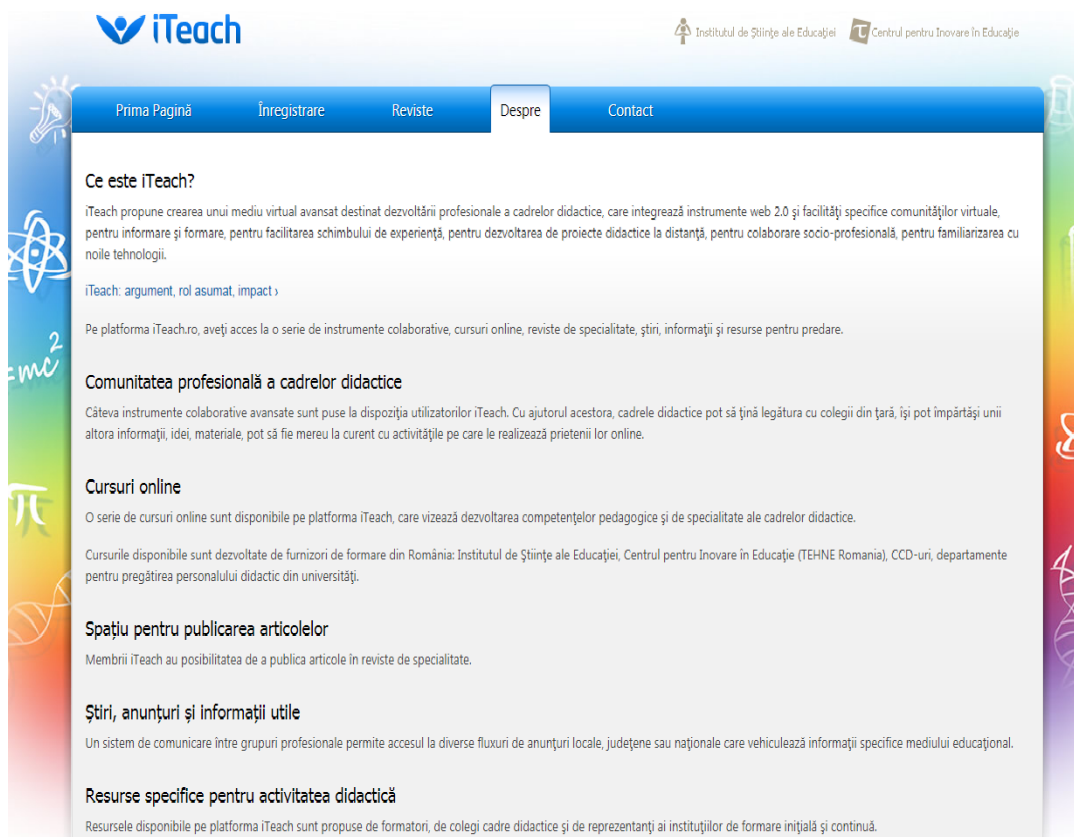 iTeach
Institutul de Științe ale Educației
Centrul pentru Inovare în Educație
Prima Pagină
Înregistrare
Reviste
Despre
Contact
Ce este iTeach?
iTeach propune crearea unui mediu virtual avansat destinat dezvoltării profesionale a cadrelor didactice, care integrează instrumente web 2.0 şi facilităţi specifice comunităţilor virtuale,
pentru informare şi formare, pentru facilitarea schimbului de experienţă, pentru dezvoltarea de proiecte didactice la distanţă, pentru colaborare socio-profesională, pentru familiarizarea cu
noile tehnologii.
iTeach: argument, rol asumat, impact ›
Pe platforma iTeach.ro, aveţi acces la o serie de instrumente colaborative, cursuri online, reviste de specialitate, ştiri, informaţii şi resurse pentru predare.
=mc²
Comunitatea profesională a cadrelor didactice
Câteva instrumente colaborative avansate sunt puse la dispoziţia utilizatorilor iTeach. Cu ajutorul acestora, cadrele didactice pot să ţină legătura cu colegii din ţară, îşi pot împărtăşi unii
altora informaţii, idei, materiale, pot să fie mereu la curent cu activităţile pe care le realizează prietenii lor online.
Cursuri online
π
O serie de cursuri online sunt disponibile pe platforma iTeach, care vizează dezvoltarea competenţelor pedagogice şi de specialitate ale cadrelor didactice.
Cursurile disponibile sunt dezvoltate de furnizori de formare din România: Institutul de Ştiinţe ale Educaţiei, Centrul pentru Inovare în Educaţie (TEHNE Romania), CCD-uri, departamente
pentru pregătirea personalului didactic din universităţi.
Spațiu pentru publicarea articolelor
Membrii iTeach au posibilitatea de a publica articole în reviste de specialitate.
Știri, anunțuri și informații utile
Un sistem de comunicare între grupuri profesionale permite accesul la diverse fluxuri de anunţuri locale, judeţene sau naţionale care vehiculează informaţii specifice mediului educaţional.
Resurse specifice pentru activitatea didactică
Resursele disponibile pe platforma iTeach sunt propuse de formatori, de colegi cadre didactice şi de reprezentanţi ai instituţiilor de formare iniţială şi continuă.